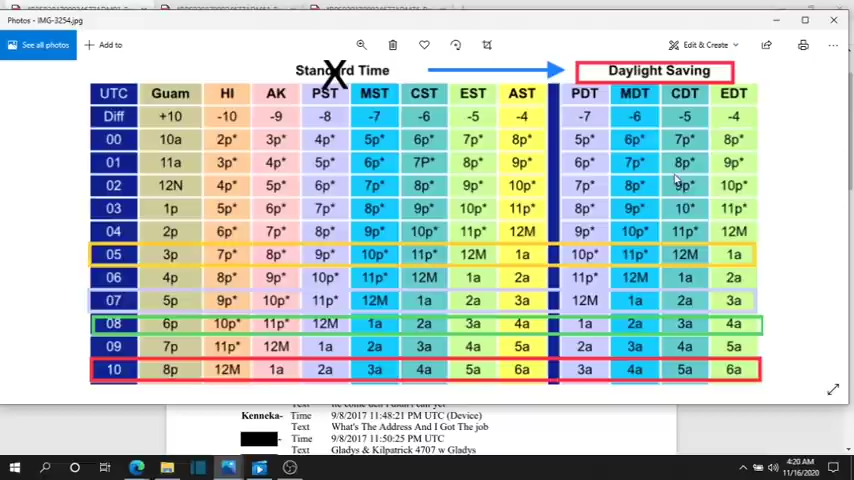 Photos - IMG-3254.jpg
See all photos + Add to Edit & Create
Standard Time Daylight Saving
X
UTC Guam HI AK PST MST CST EST AST PDT MDT CDT EDT
Diff +10 -10 -9 -8 -7 -6 -5 -4 -7 -6 -5 -4
00 10a 2p* 3p* 4p* 5p* 6p* 7p* 8p* 5p* 6p* 7p* 8p*
01 11a 3p* 4p* 5p* 6p* 7P* 8p* 9p* 6p* 7p* 8p* 9p*
02 12N 4p* 5p* 6p* 7p* 8p* 9p* 10p* 7p* 8p* 9p* 10p*
03 1p 5p* 6p* 7p* 8p* 9p* 10p* 11p* 8p* 9p* 10* 11p*
04 2p 6p* 7p* 8p* 9p* 10p* 11p* 12M 9p* 10p* 11p* 12M
05 3p 7p* 8p* 9p* 10p* 11p* 12M 1a 10p* 11p* 12M 1a
06 4p 8p* 9p* 10p* 11p* 12M 1a 2a 11p* 12M 1a 2a
07 5p 9p* 10p* 11p* 12M 1a 2a 3a 12M 1a 2a 3a
08 6p 10p* 11p* 12M 1a 2a 3a 4a 1a 2a 3a 4a
09 7p 11p* 12M 1a 2a 3a 4a 5a 2a 3a 4a 5a
10 8p 12M 1a 2a 3a 4a 5a 6a 3a 4a 5a 6a
Kenneka- Time 9/8/2017 11:48:21 PM UTC (Device)
Text What's The Address And I Got The job
Time 9/8/2017 11:50:25 PM UTC
Text Gladys & Kilpatrick 4707 w Gladys
4:20 AM
11/16/2020